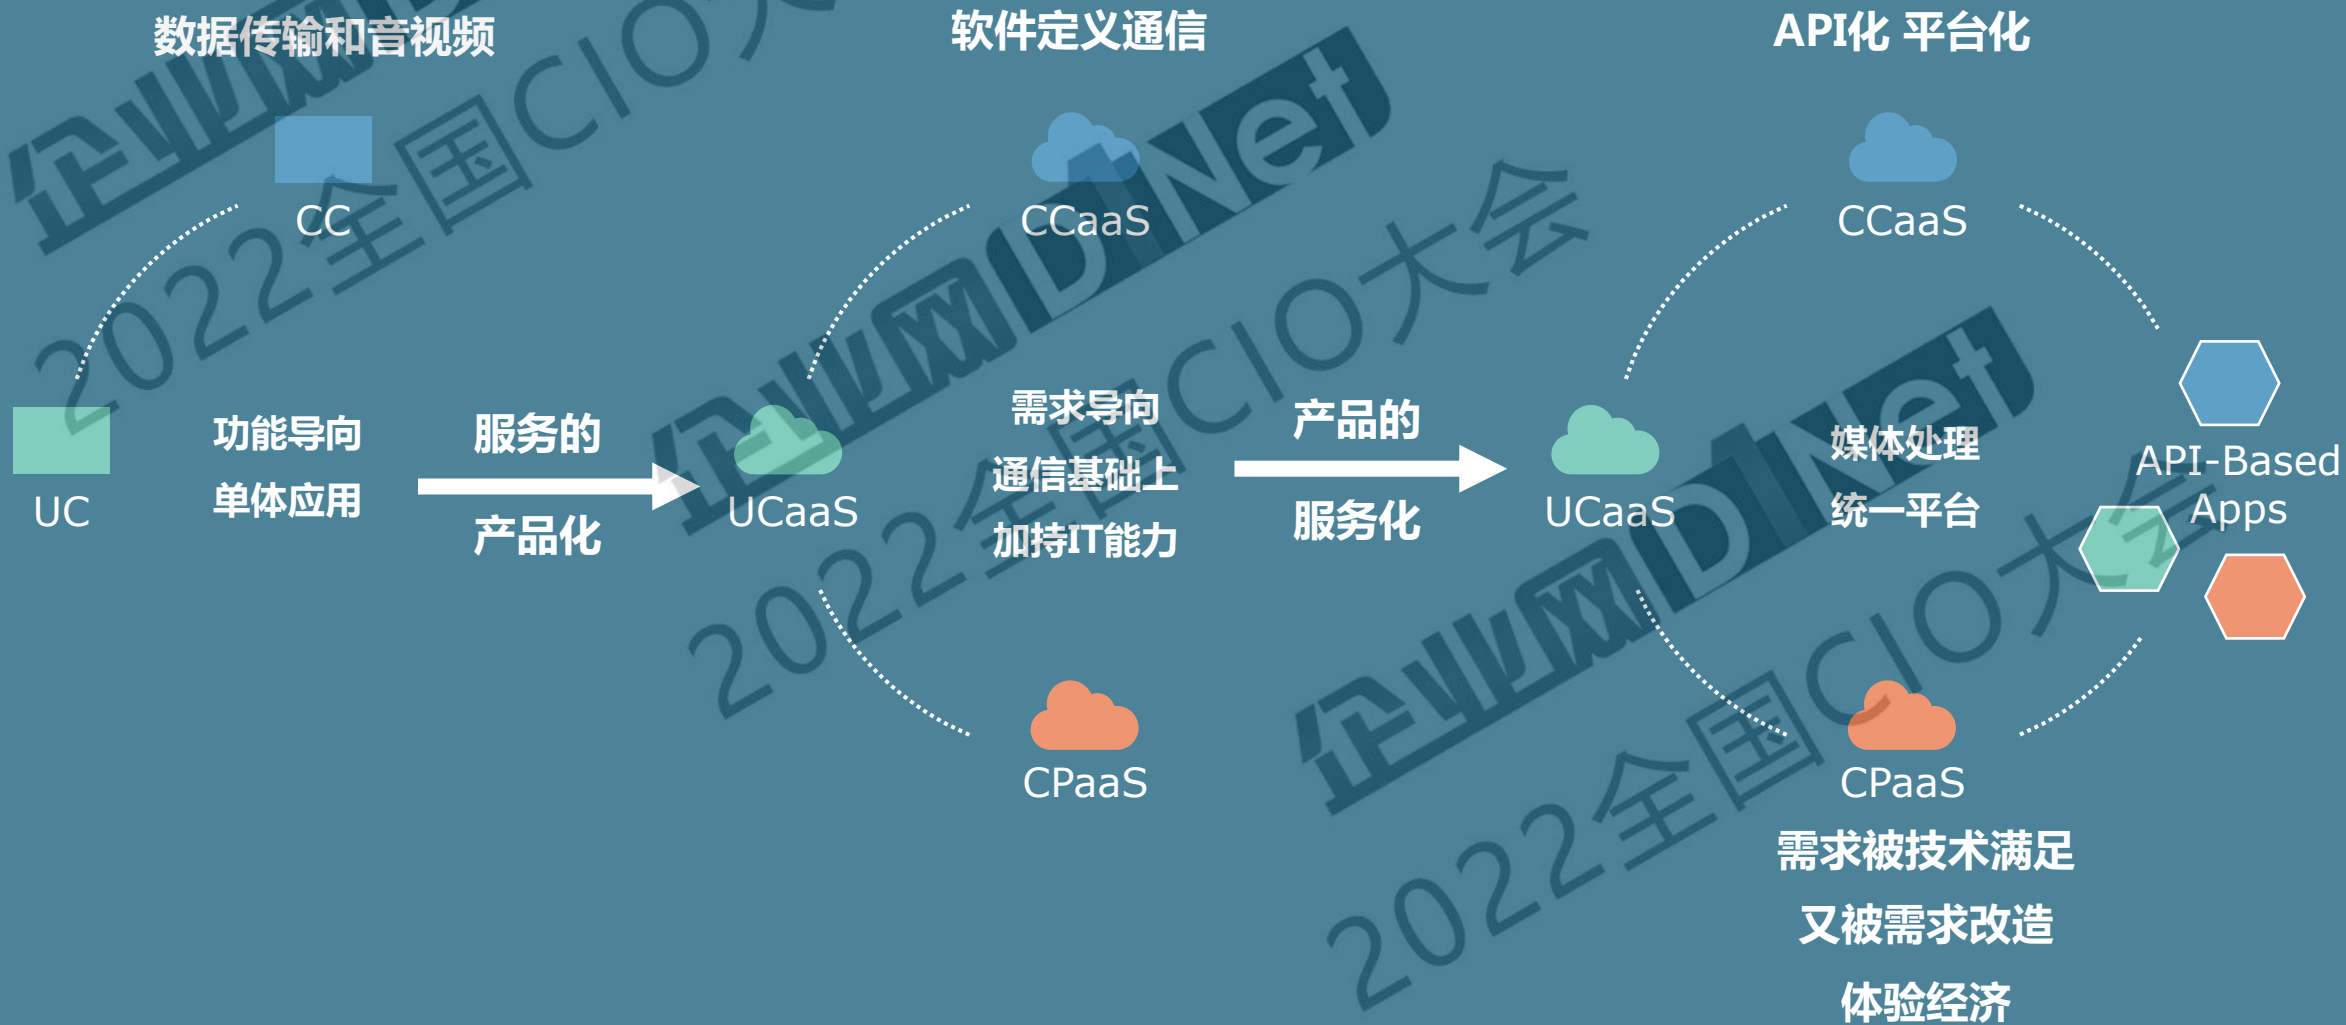 数据传输和音视频
软件定义通信
API化 平台化
CC
CCaaS
CCaaS
UC
功能导向
单体应用
服务的
产品化
UCaaS
需求导向
通信基础上
加持IT能力
产品的
服务化
UCaaS
媒体处理
统一平台
API-Based
Apps
CPaaS
CPaaS
需求被技术满足
又被需求改造
体验经济
企业网D1Net
2022全国CIO大会
企业网D1Net
2022全国CIO大会
企业网D1Net
2022全国CIO大会